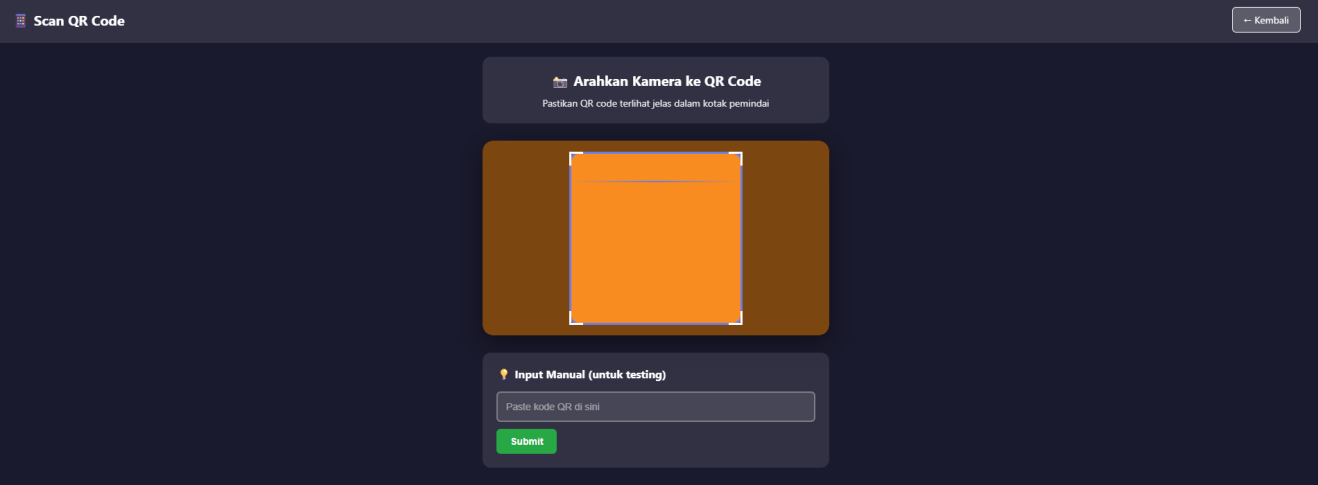 Scan QR Code
← Kembali
Arahkan Kamera ke QR Code
Pastikan QR code terlihat jelas dalam kotak pemindai
Input Manual (untuk testing)
Paste kode QR di sini
Submit